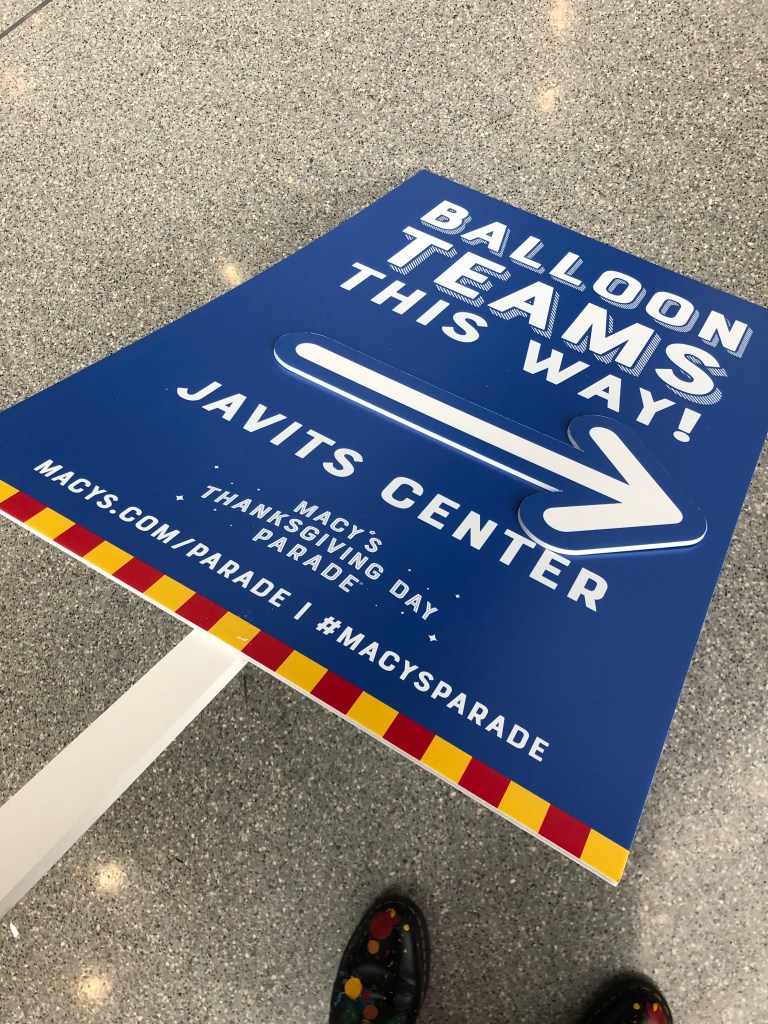 BALLOON
TEAMS
THIS WAY!
JAVITS CENTER
MACY'S
THANKSGIVING DAY
PARADE
MACYS.COM/PARADE | #MACYSPARADE